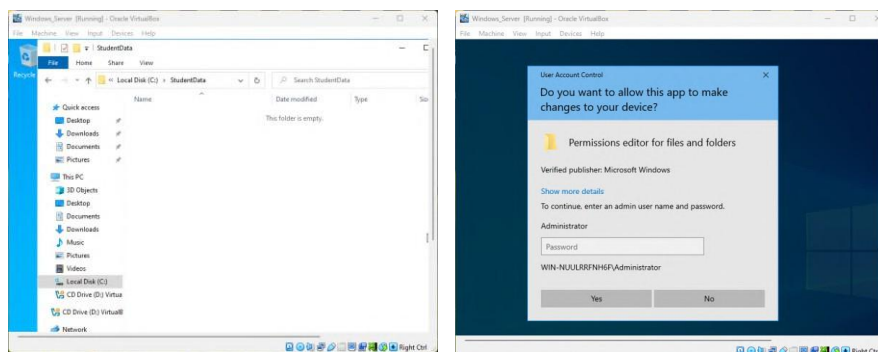 Windows_Server [Running] - Oracle VirtualBox
File Machine View Input Devices Help
StudentData
File Home Share View
Local Disk (C:) > StudentData
Search StudentData
Recycle
Name Date modified Type
This folder is empty.
Quick access
Desktop
Downloads
Documents
Pictures
This PC
3D Objects
Desktop
Documents
Downloads
Music
Pictures
Videos
Local Disk (C:)
CD Drive (D:) Virtua
CD Drive (D:) VirtualB
Network
Right Ctrl
Windows_Server [Running] - Oracle VirtualBox
File Machine View Input Devices Help
User Account Control
Do you want to allow this app to make
changes to your device?
Permissions editor for files and folders
Verified publisher: Microsoft Windows
Show more details
To continue, enter an admin user name and password.
Administrator
Password
WIN-NUULRRFNH6F\Administrator
Yes No
Right Ctrl